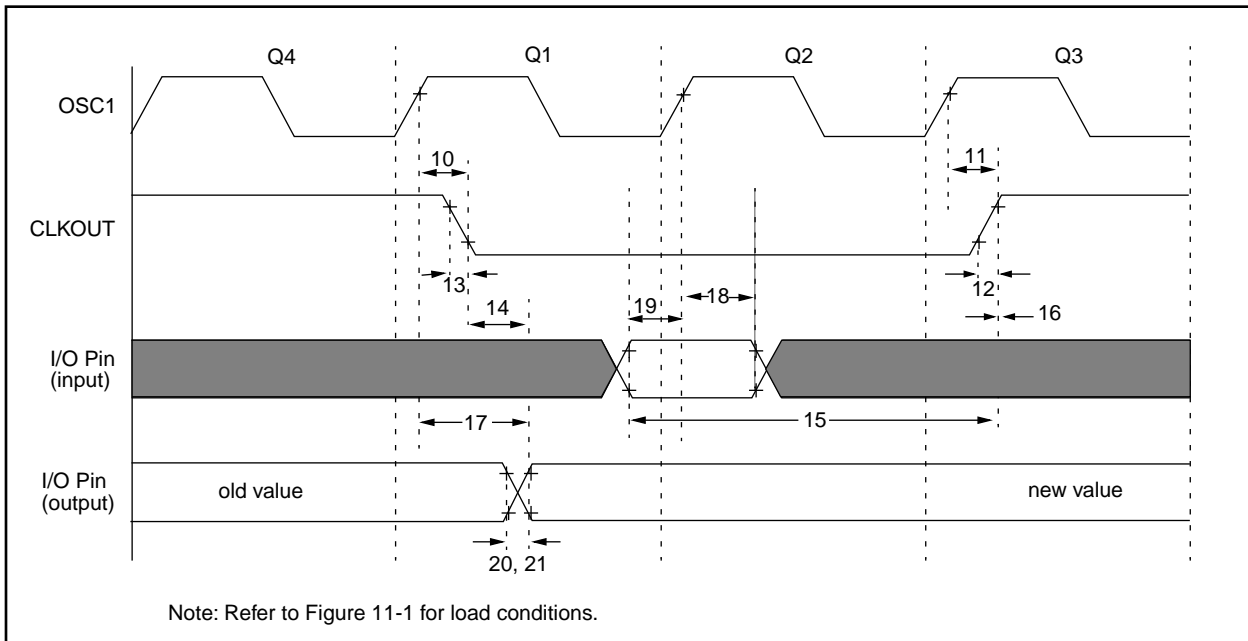 Q4 Q1 Q2 Q3
OSC1
10 11
CLKOUT
13 12
14 19 18 16
I/O Pin
(input)
17 15
I/O Pin
(output)
old value new value
20, 21
Note: Refer to Figure 11-1 for load conditions.